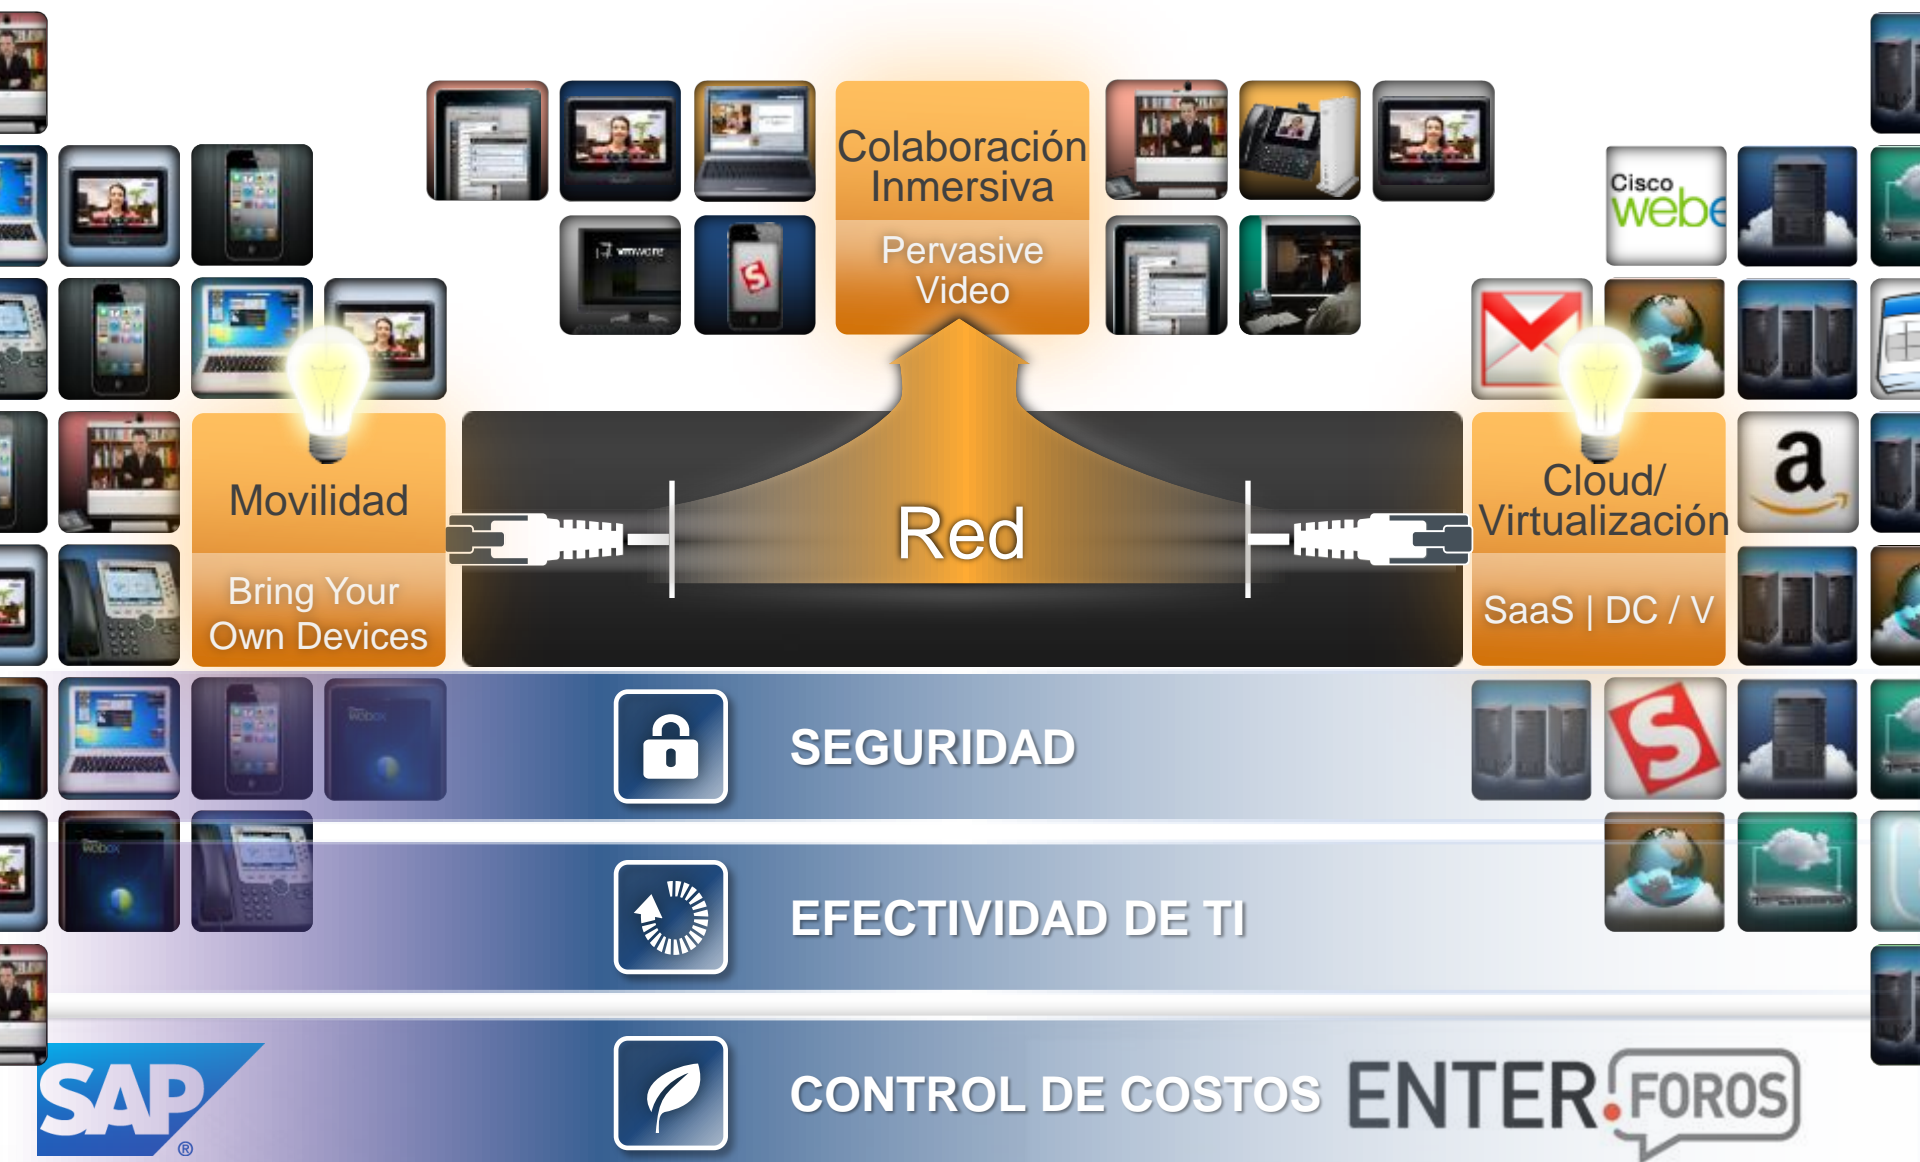 Colaboración
Inmersiva
Pervasive
Video
vmware
S
Cisco
webe
Movilidad
Bring Your
Own Devices
Red
Cloud/
Virtualización
SaaS | DC / V
a
S
SEGURIDAD
EFECTIVIDAD DE TI
CONTROL DE COSTOS
SAP
®
ENTER.FOROS